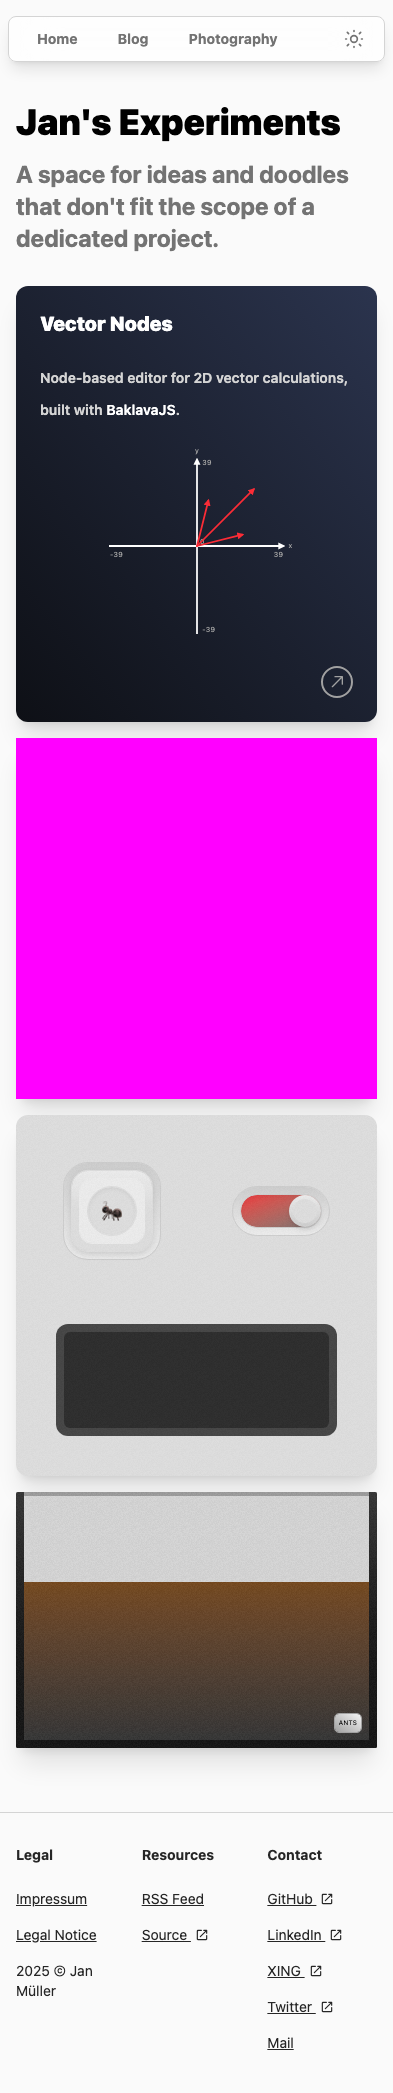 Home Blog Photography
Jan's Experiments
A space for ideas and doodles
that don't fit the scope of a
dedicated project.
Vector Nodes
Node-based editor for 2D vector calculations,
built with BaklavaJS.
y
39
-39
39
x
-39
ANTS
Legal
Impressum
Legal Notice
2025 © Jan
Müller
Resources
RSS Feed
Source
Contact
GitHub
LinkedIn
XING
Twitter
Mail